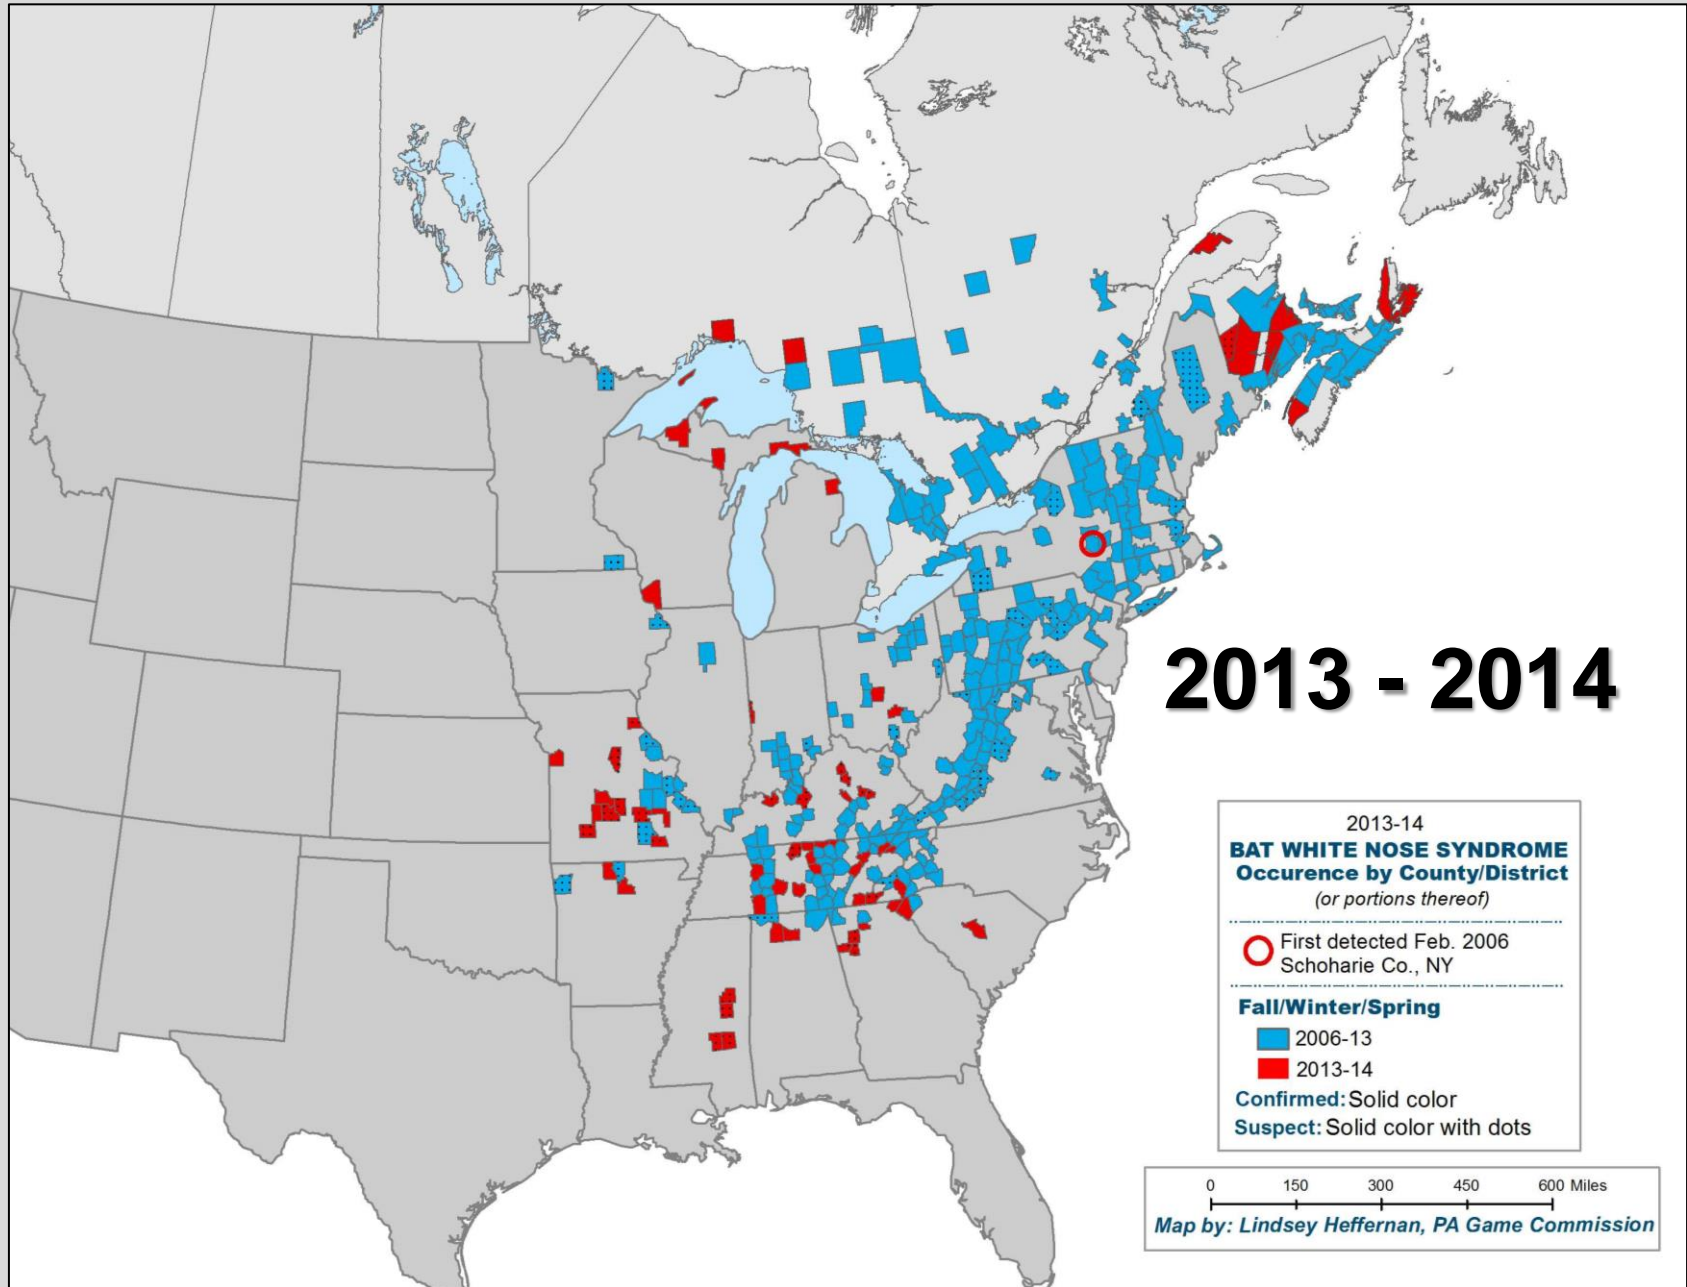 2013 - 2014
2013-14
BAT WHITE NOSE SYNDROME
Occurence by County/District
(or portions thereof)
First detected Feb. 2006
Schoharie Co., NY
Fall/Winter/Spring
2006-13
2013-14
Confirmed: Solid color
Suspect: Solid color with dots
0 150 300 450 600 Miles
Map by: Lindsey Heffernan, PA Game Commission